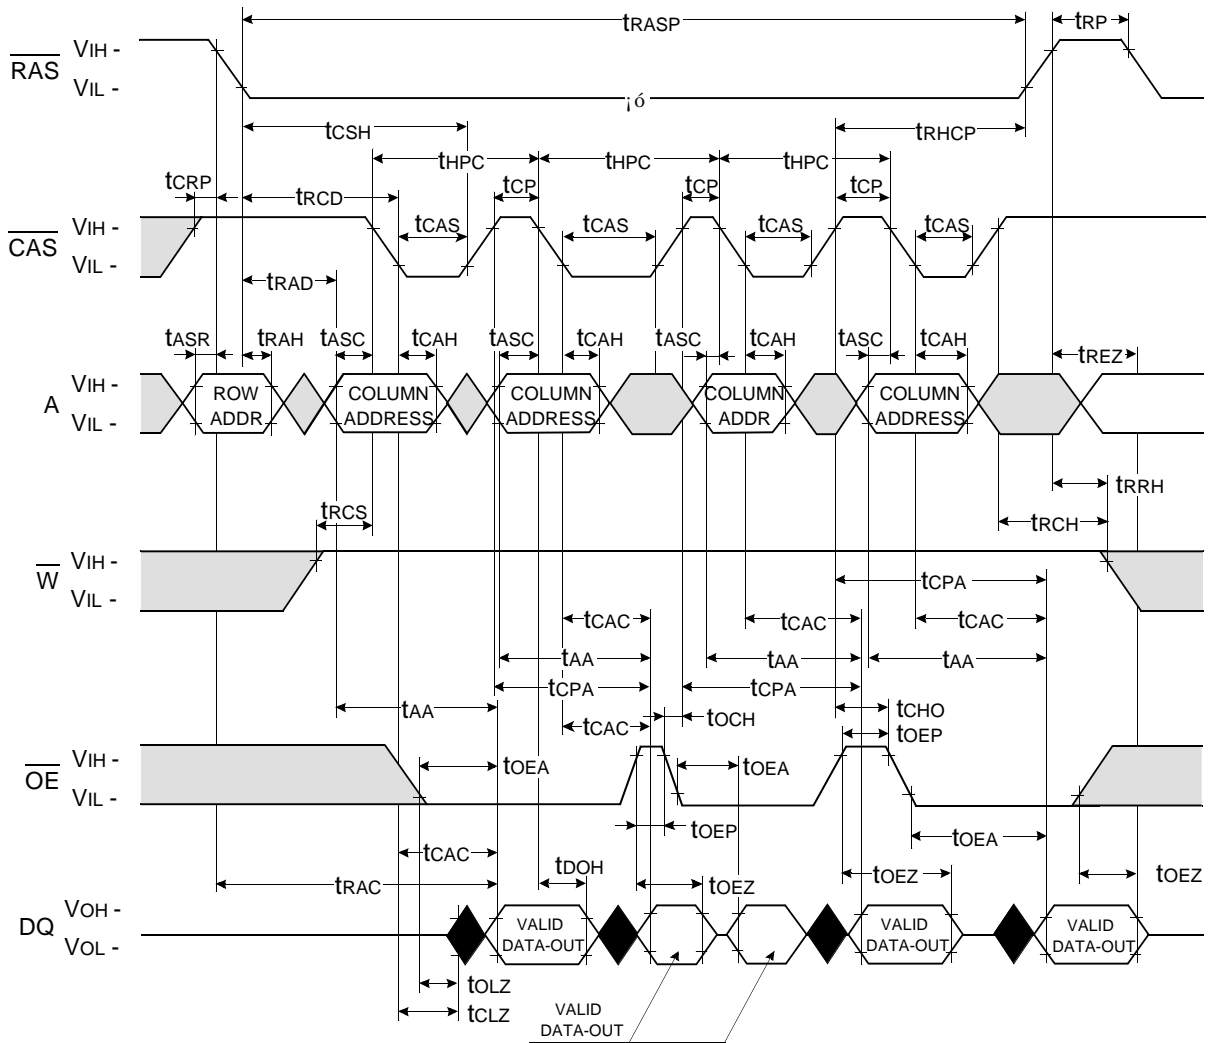 tRASP tRP
RAS VIH -
VIL -
¡ó
tCSH tRHCP
tHPC tHPC tHPC
tCRP tRCD tCP tCP tCP
CAS VIH -
VIL -
tCAS tCAS tCAS tCAS
tRAD
tASR tRAH tASC tCAH tASC tCAH tASC tCAH tASC tCAH
tREZ
A VIH -
VIL -
ROW ADDR
COLUMN ADDRESS
COLUMN ADDRESS
COLUMN ADDR
COLUMN ADDRESS
tRRH
tRCS tRCH
W VIH -
VIL -
tCPA
tCAC tCAC tCAC
tAA tAA tAA
tCPA tCPA
tAA tCAC tOCH tCHO
tOEP
OE VIH -
VIL -
tOEA tOEA
tOEP tOEA
tCAC tDOH
tRAC tOEZ tOEZ tOEZ
DQ VOH -
VOL -
VALID DATA-OUT
VALID DATA-OUT
VALID DATA-OUT
tOLZ
tCLZ
VALID
DATA-OUT